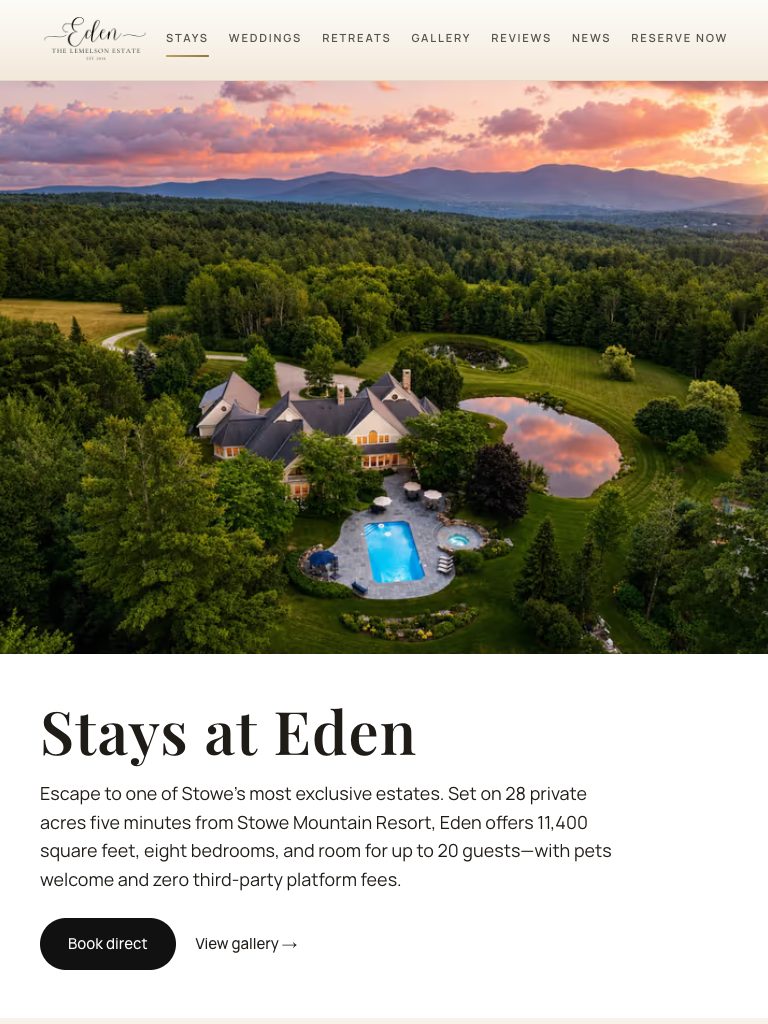 Eden
THE LEMELSON ESTATE
STAYS
WEDDINGS
RETREATS
GALLERY
REVIEWS
NEWS
RESERVE NOW
Stays at Eden
Escape to one of Stowe’s most exclusive estates. Set on 28 private
acres five minutes from Stowe Mountain Resort, Eden offers 11,400
square feet, eight bedrooms, and room for up to 20 guests—with pets
welcome and zero third-party platform fees.
Book direct
View gallery →